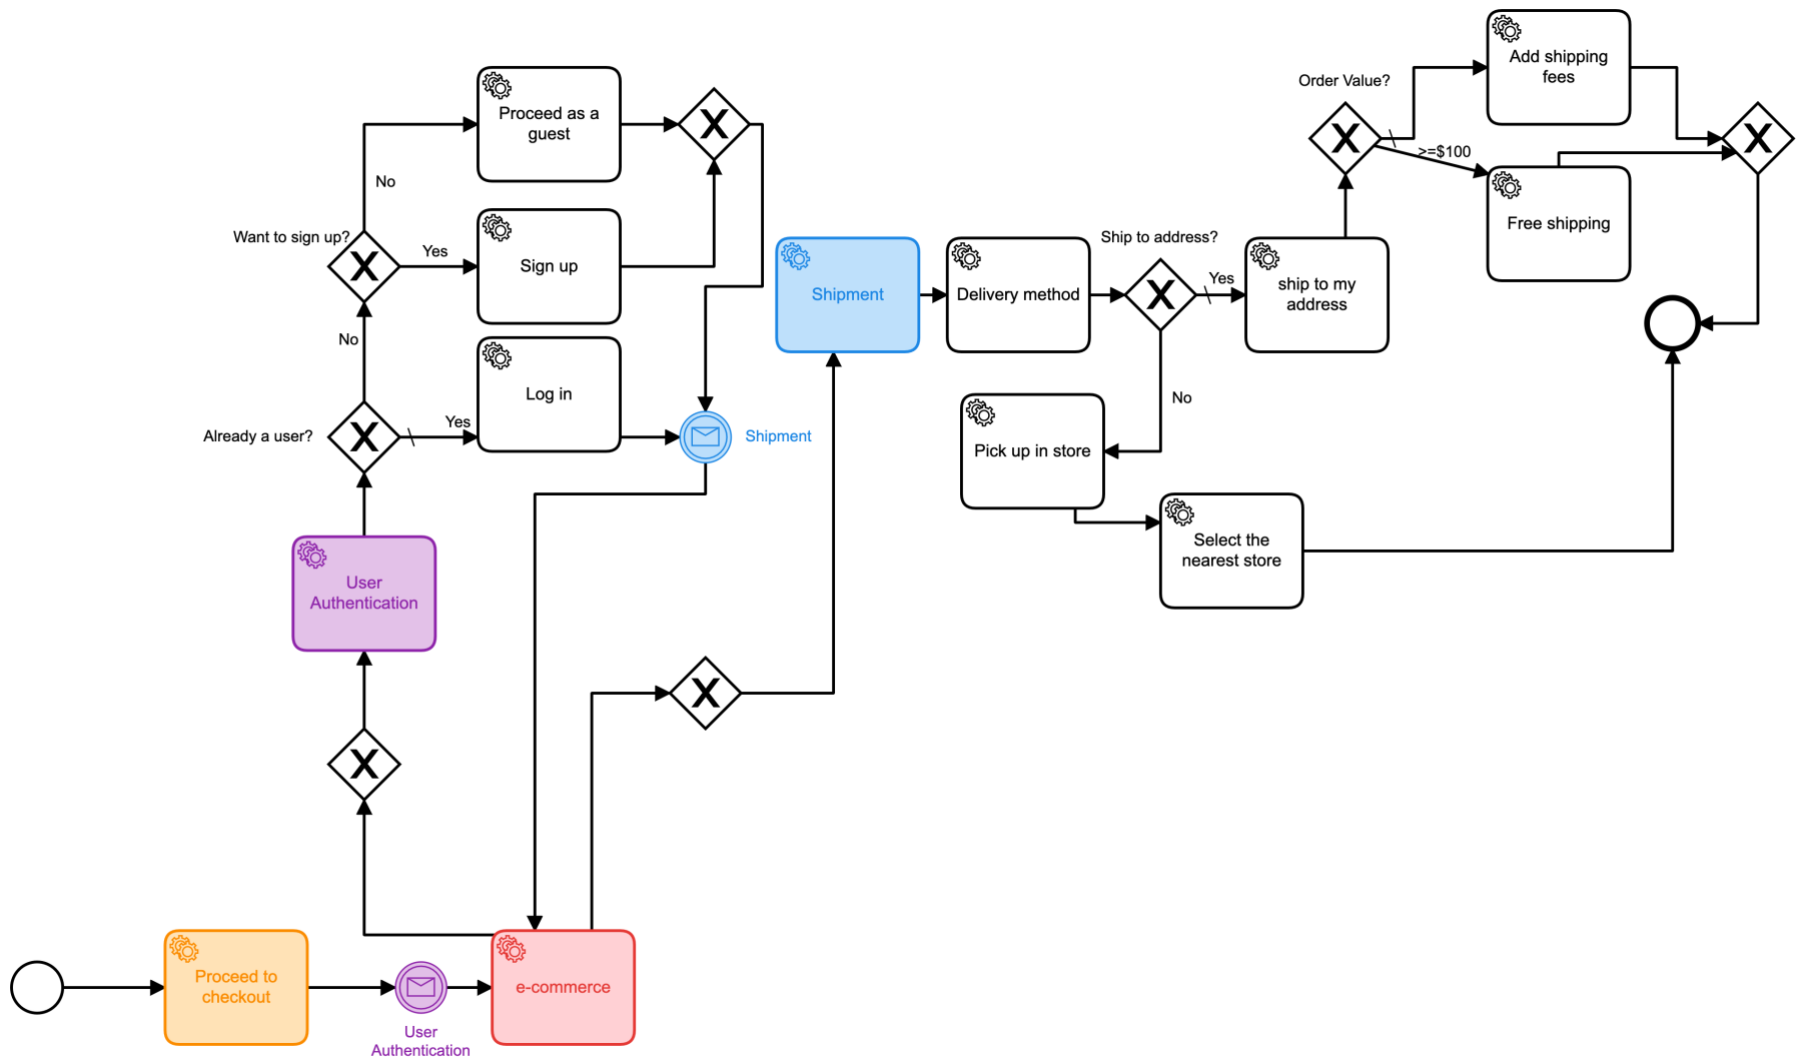 Order Value?
Add shipping
fees
>=$100
Free shipping
Proceed as a
guest
No
Want to sign up?
Yes
Sign up
No
Log in
Already a user?
Yes
Shipment
Shipment
Delivery method
Ship to address?
Yes
ship to my
address
No
Pick up in store
Select the
nearest store
User
Authentication
Proceed to
checkout
User
Authentication
e-commerce